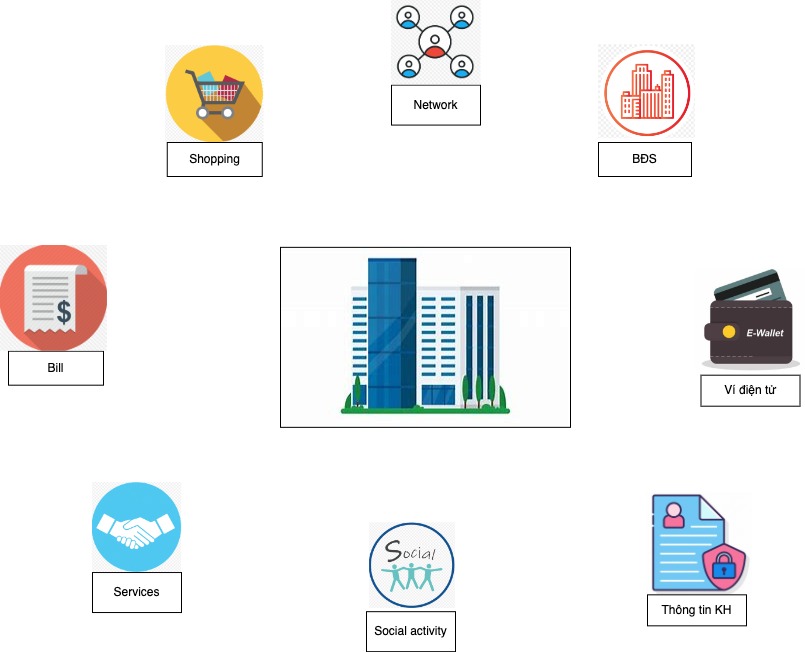 Network
Shopping
BĐS
$
Bill
E-Wallet
Ví điện tử
Services
Social
Social activity
Thông tin KH